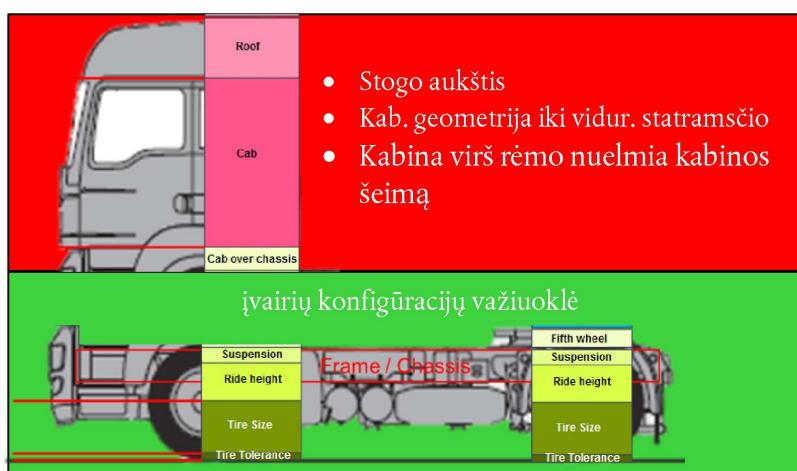 Roof
Cab
Cab over chassis
• Stogo aukštis
• Kab. geometrija iki vidur. statramsčio
• Kabina virš rėmo nuelmia kabinos
šeimą
įvairių konfigūracijų važiuoklė
Suspension
Ride height
Tire Size
Tire Tolerance
Frame / Chassis
Fifth wheel
Suspension
Ride height
Tire Size
Tire Tolerance